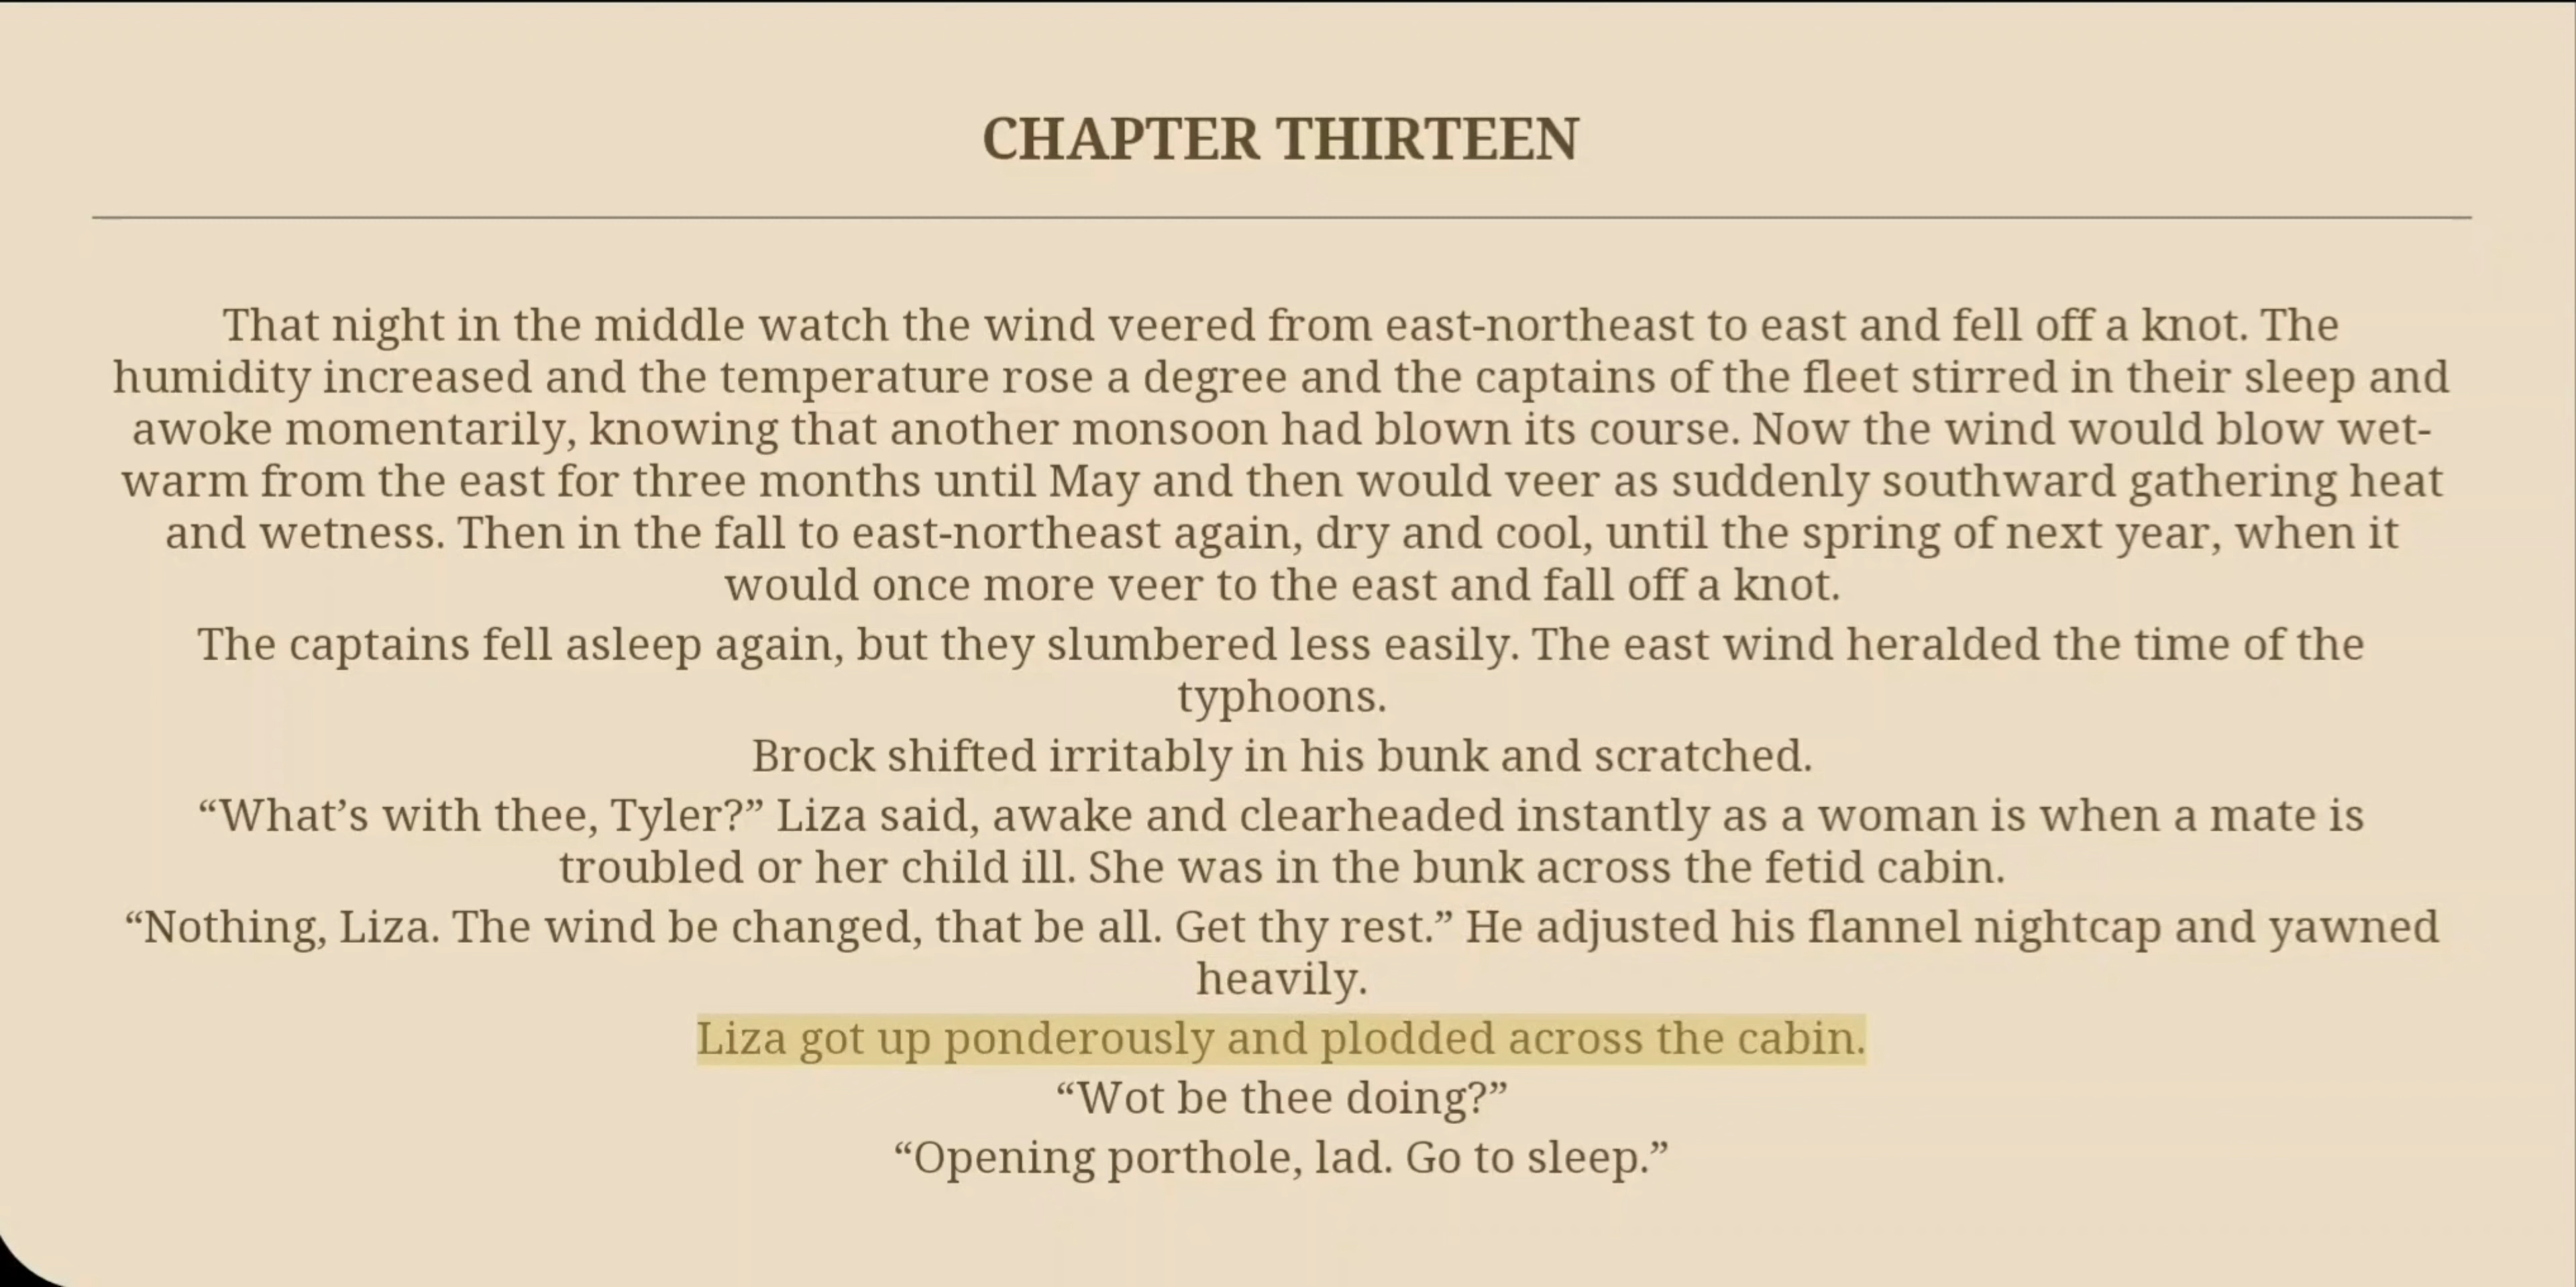 CHAPTER THIRTEEN
That night in the middle watch the wind veered from east-northeast to east and fell off a knot. The
humidity increased and the temperature rose a degree and the captains of the fleet stirred in their sleep and
awoke momentarily, knowing that another monsoon had blown its course. Now the wind would blow wet-
warm from the east for three months until May and then would veer as suddenly southward gathering heat
and wetness. Then in the fall to east-northeast again, dry and cool, until the spring of next year, when it
would once more veer to the east and fall off a knot.
The captains fell asleep again, but they slumbered less easily. The east wind heralded the time of the
typhoons.
Brock shifted irritably in his bunk and scratched.
“What’s with thee, Tyler?” Liza said, awake and clearheaded instantly as a woman is when a mate is
troubled or her child ill. She was in the bunk across the fetid cabin.
“Nothing, Liza. The wind be changed, that be all. Get thy rest.” He adjusted his flannel nightcap and yawned
heavily.
Liza got up ponderously and plodded across the cabin.
“Wot be thee doing?”
“Opening porthole, lad. Go to sleep.”